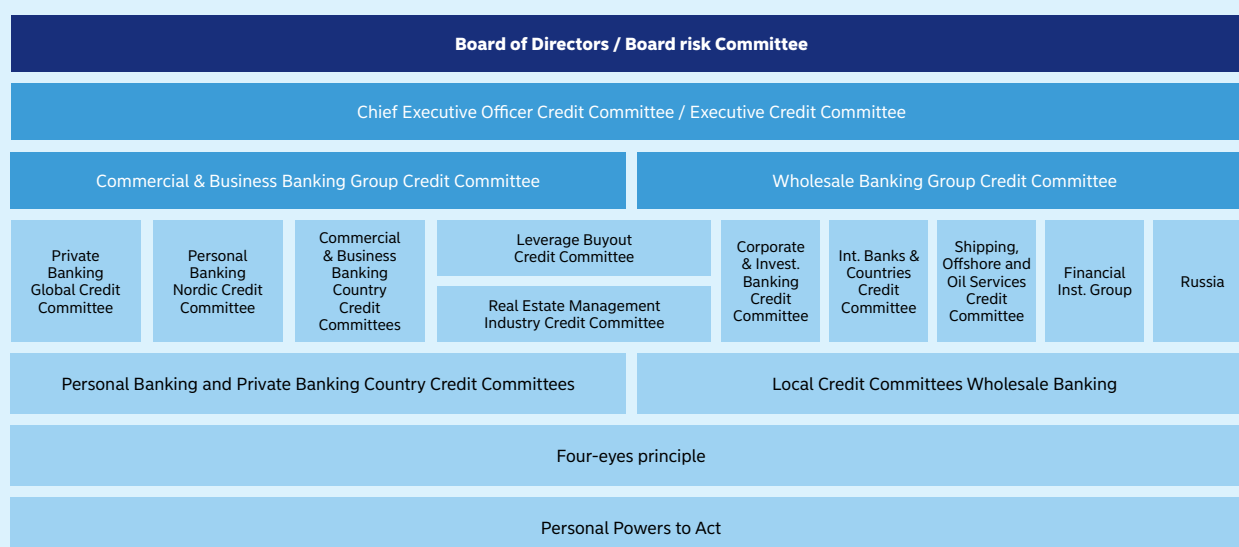 Board of Directors / Board risk Committee
Chief Executive Officer Credit Committee / Executive Credit Committee
Commercial & Business Banking Group Credit Committee
Wholesale Banking Group Credit Committee
Private
Banking
Global Credit
Committee
Personal
Banking
Nordic Credit
Committee
Commercial
& Business
Banking
Country
Credit
Committees
Leverage Buyout
Credit Committee
Real Estate Management
Industry Credit Committee
Corporate
& Invest.
Banking
Credit
Committee
Int. Banks &
Countries
Credit
Committee
Shipping,
Offshore and
Oil Services
Credit
Committee
Financial
Inst. Group
Russia
Personal Banking and Private Banking Country Credit Committees
Local Credit Committees Wholesale Banking
Four-eyes principle
Personal Powers to Act